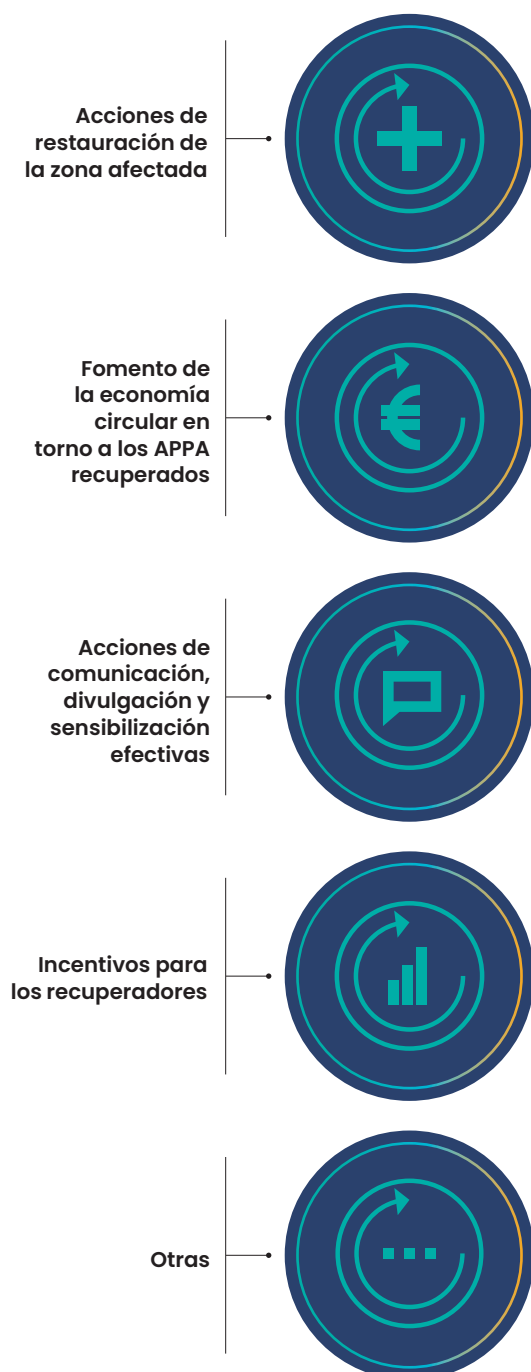 Acciones de
restauración de
la zona afectada
Fomento de
la economía
circular en
torno a los APPA
recuperados
Acciones de
comunicación,
divulgación y
sensibilización
efectivas
Incentivos para
los recuperadores
Otras